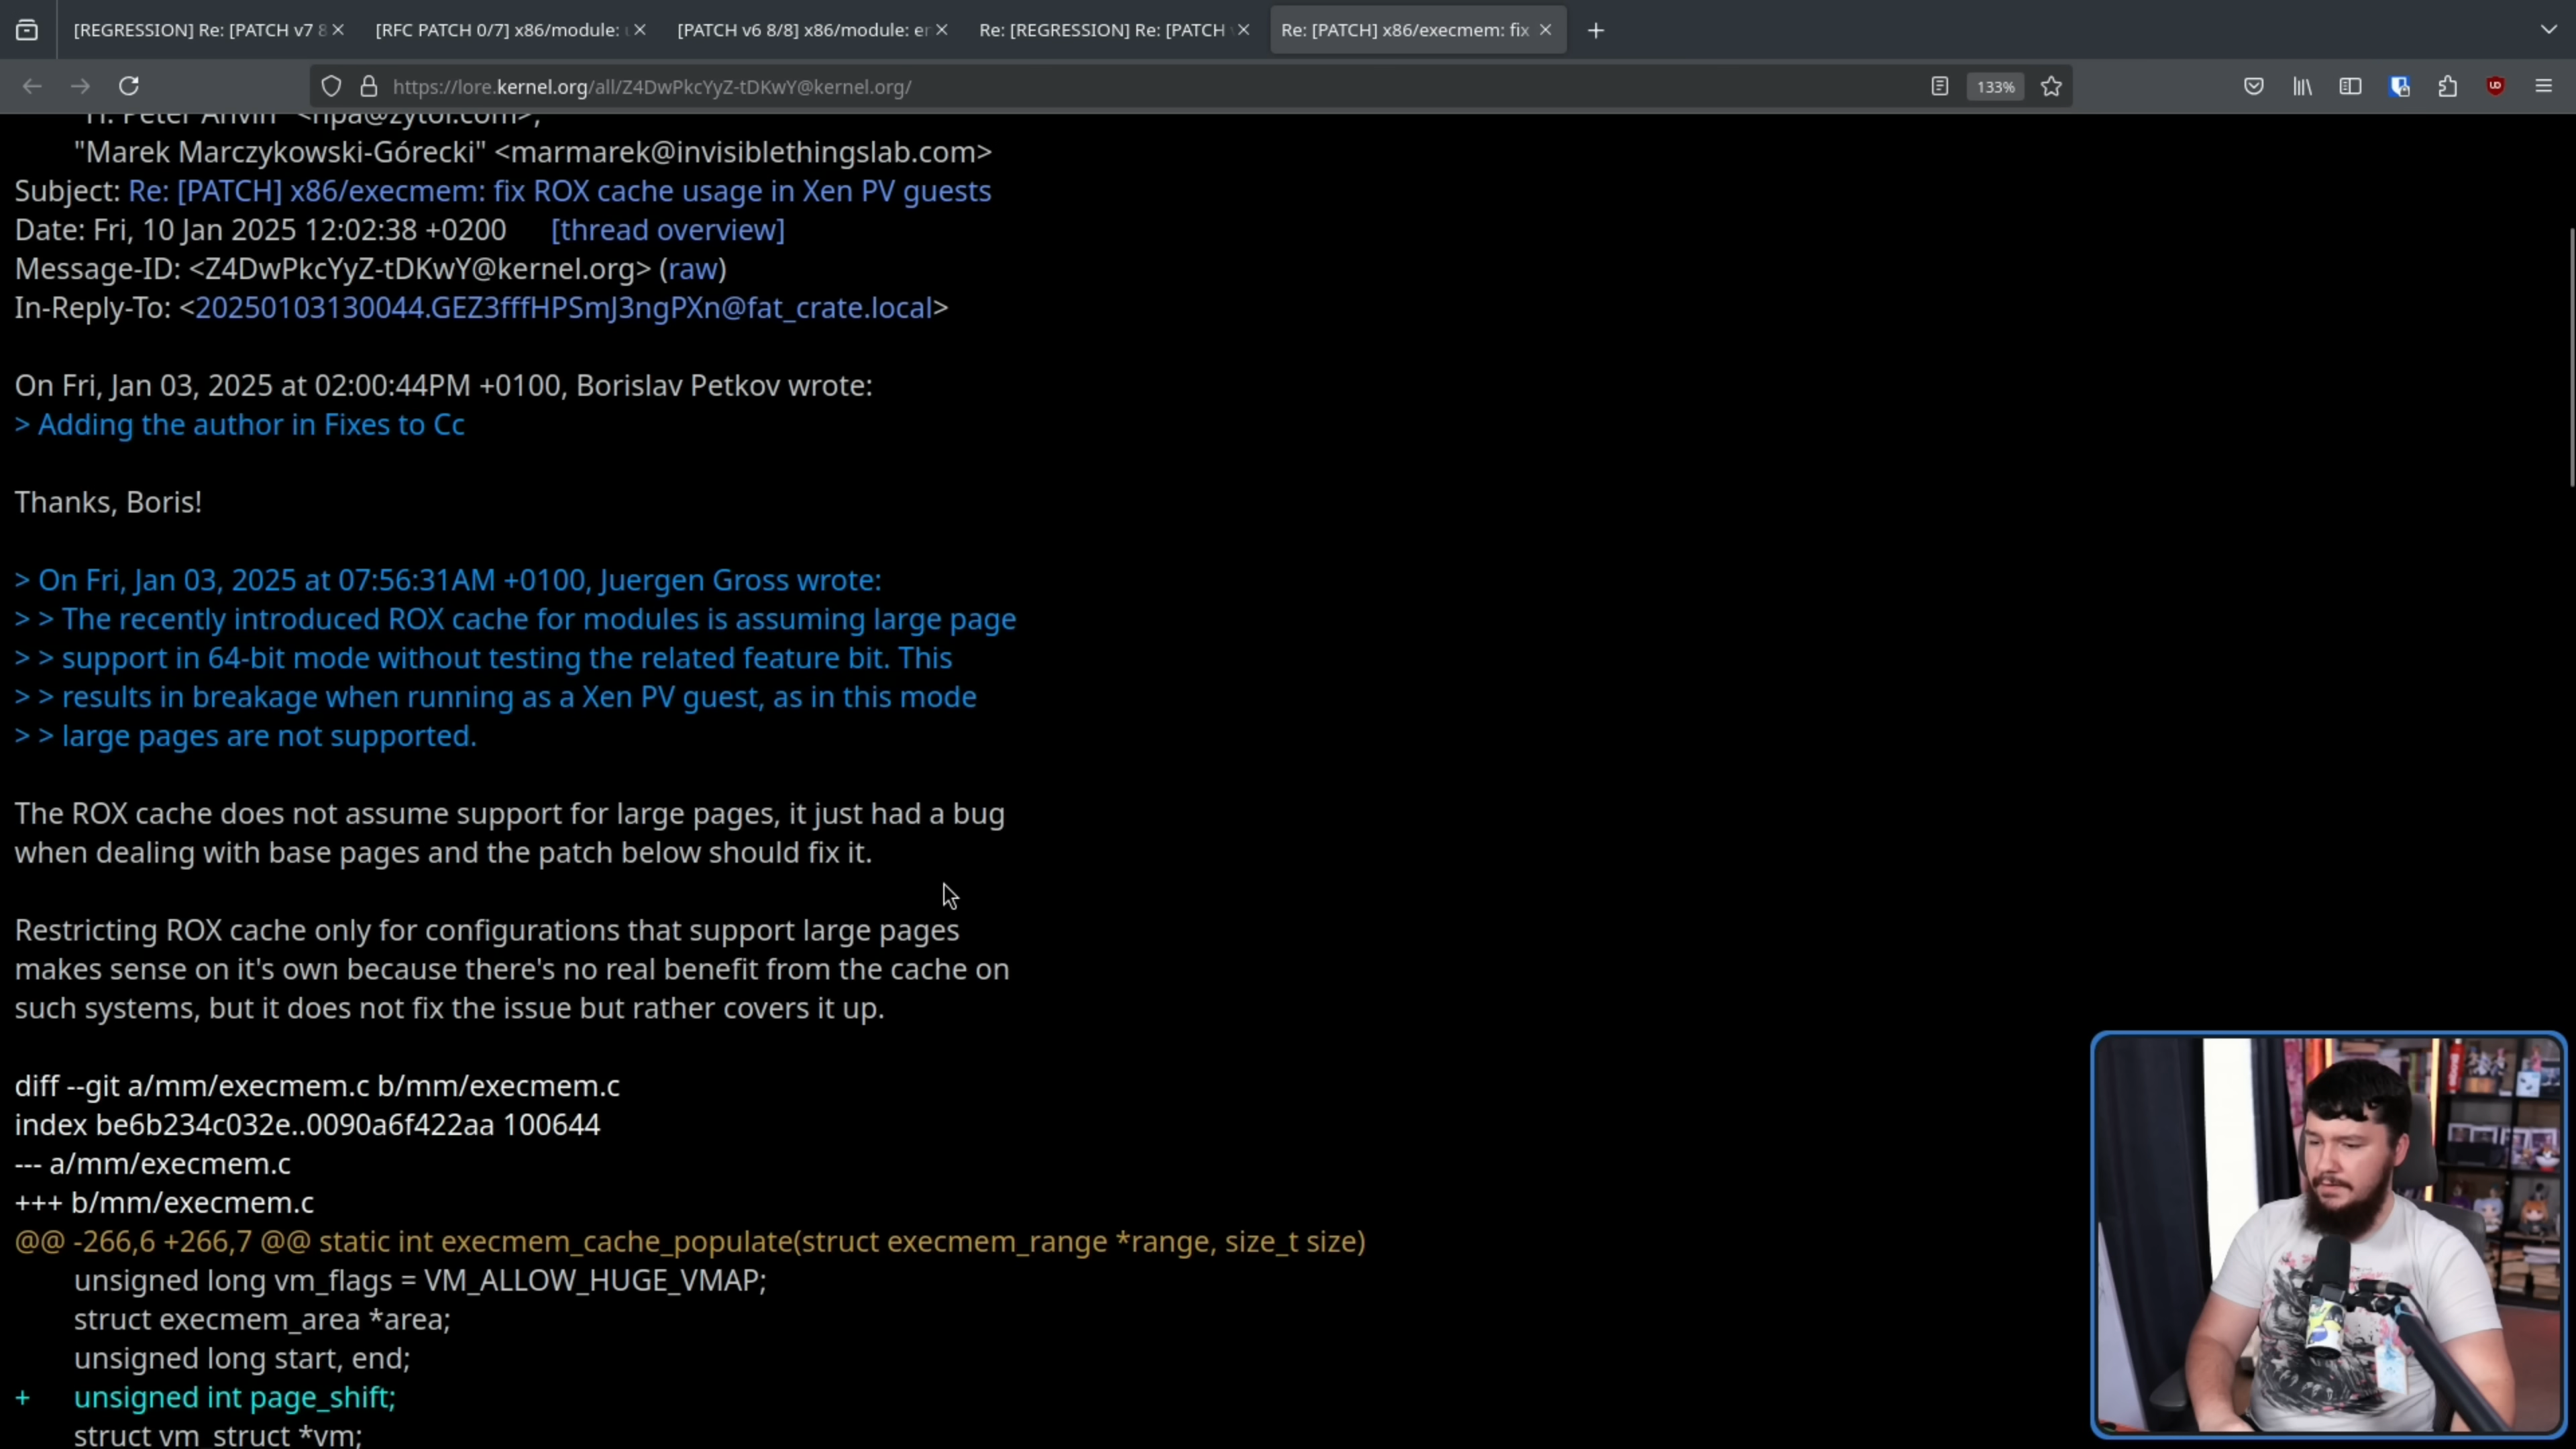 [REGRESSION] Re: [PATCH v7 8
[RFC PATCH 0/7] x86/module: u
[PATCH v6 8/8] x86/module: er
Re: [REGRESSION] Re: [PATCH
Re: [PATCH] x86/execmem: fix
https://lore.kernel.org/all/Z4DwPkcYyZ-tDKwY@kernel.org/
133%
"H. Peter Anvin" <hpa@zytor.com>,
"Marek Marczykowski-Górecki" <marmarek@invisiblethingslab.com>
Subject: Re: [PATCH] x86/execmem: fix ROX cache usage in Xen PV guests
Date: Fri, 10 Jan 2025 12:02:38 +0200 [thread overview]
Message-ID: <Z4DwPkcYyZ-tDKwY@kernel.org> (raw)
In-Reply-To: <20250103130044.GEZ3fffHPSmJ3ngPXn@fat_crate.local>
On Fri, Jan 03, 2025 at 02:00:44PM +0100, Borislav Petkov wrote:
> Adding the author in Fixes to Cc
Thanks, Boris!
> On Fri, Jan 03, 2025 at 07:56:31AM +0100, Juergen Gross wrote:
> > The recently introduced ROX cache for modules is assuming large page
> > support in 64-bit mode without testing the related feature bit. This
> > results in breakage when running as a Xen PV guest, as in this mode
> > large pages are not supported.
The ROX cache does not assume support for large pages, it just had a bug
when dealing with base pages and the patch below should fix it.
Restricting ROX cache only for configurations that support large pages
makes sense on it's own because there's no real benefit from the cache on
such systems, but it does not fix the issue but rather covers it up.
diff --git a/mm/execmem.c b/mm/execmem.c
index be6b234c032e..0090a6f422aa 100644
--- a/mm/execmem.c
+++ b/mm/execmem.c
@@ -266,6 +266,7 @@ static int execmem_cache_populate(struct execmem_range *range, size_t size)
unsigned long vm_flags = VM_ALLOW_HUGE_VMAP;
struct execmem_area *area;
unsigned long start, end;
+ unsigned int page_shift;
struct vm_struct *vm;